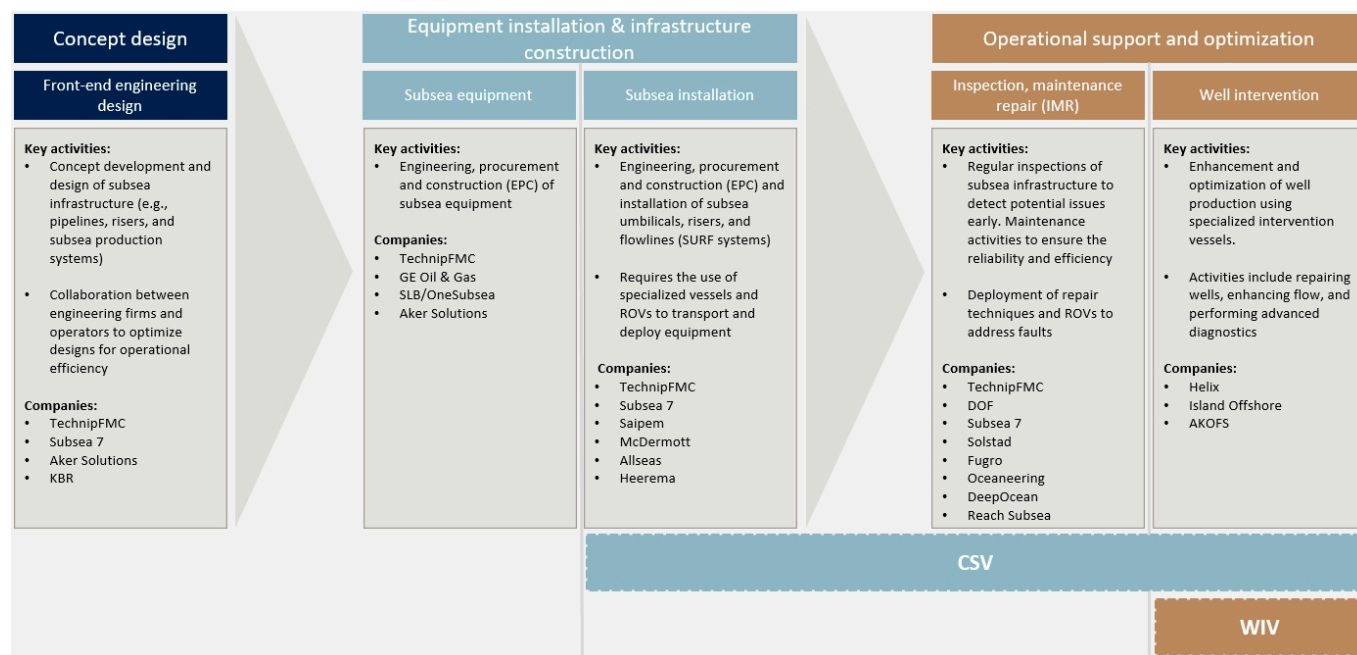 Concept design
Front-end engineering
design
Key activities:
• Concept development and
design of subsea
infrastructure (e.g.,
pipelines, risers, and
subsea production
systems)
• Collaboration between
engineering firms and
operators to optimize
designs for operational
efficiency
Companies:
• TechnipFMC
• Subsea 7
• Aker Solutions
• KBR
Equipment installation & infrastructure
construction
Subsea equipment
Key activities:
• Engineering, procurement
and construction (EPC) of
subsea equipment
Companies:
• TechnipFMC
• GE Oil & Gas
• SLB/OneSubsea
• Aker Solutions
Subsea installation
Key activities:
• Engineering, procurement
and construction (EPC) and
installation of subsea
umbilicals, risers, and
flowlines (SURF systems)
• Requires the use of
specialized vessels and
ROVs to transport and
deploy equipment
Companies:
• TechnipFMC
• Subsea 7
• Saipem
• McDermott
• Allseas
• Heerema
Operational support and optimization
Inspection, maintenance
repair (IMR)
Key activities:
• Regular inspections of
subsea infrastructure to
detect potential issues
early. Maintenance
activities to ensure the
reliability and efficiency
• Deployment of repair
techniques and ROVs to
address faults
Companies:
• TechnipFMC
• DOF
• Subsea 7
• Solstad
• Fugro
• Oceaneering
• DeepOcean
• Reach Subsea
Well intervention
Key activities:
• Enhancement and
optimization of well
production using
specialized intervention
vessels.
• Activities include repairing
wells, enhancing flow, and
performing advanced
diagnostics
Companies:
• Helix
• Island Offshore
• AKOFS
CSV
WIV